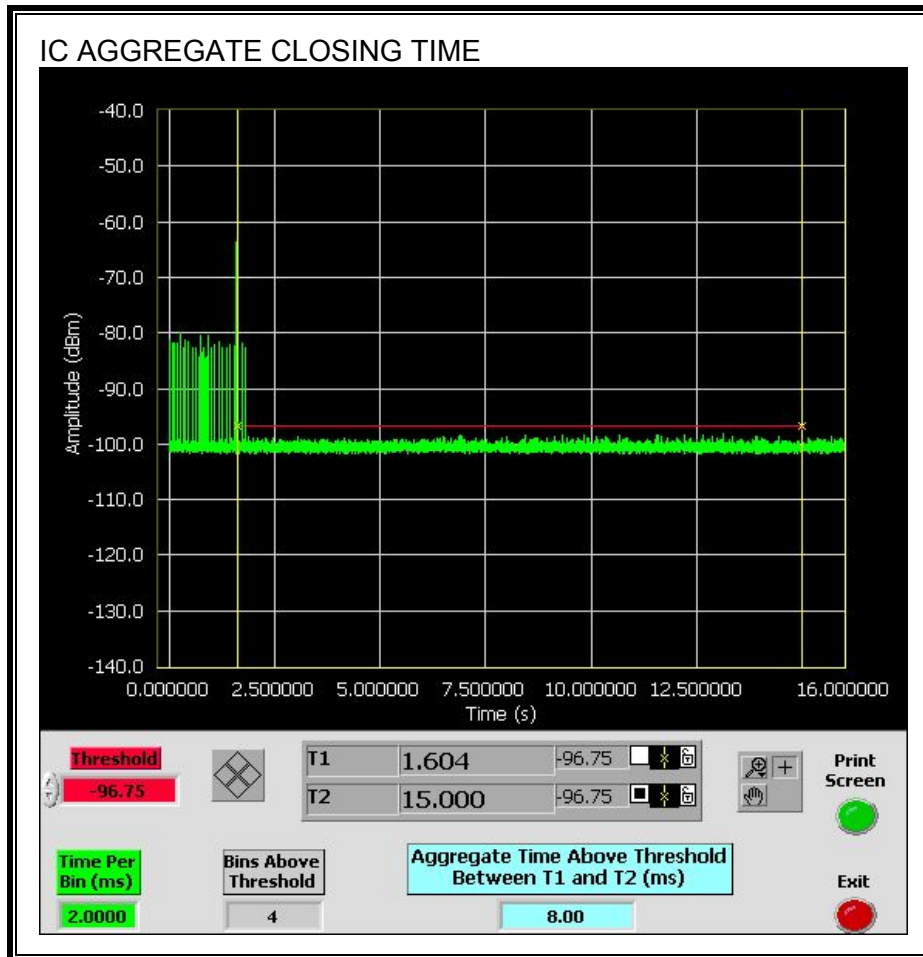 IC AGGREGATE CLOSING TIME
-40.0
-50.0
-60.0
-70.0
-80.0
-90.0
-100.0
-110.0
-120.0
-130.0
-140.0
Amplitude (dBm)
0.000000 2.500000 5.000000 7.500000 10.000000 12.500000 16.000000
Time (s)
Threshold
-96.75
T1 1.604 -96.75
T2 15.000 -96.75
Print
Screen
Time Per
Bin (ms)
2.0000
Bins Above
Threshold
4
Aggregate Time Above Threshold
Between T1 and T2 (ms)
8.00
Exit